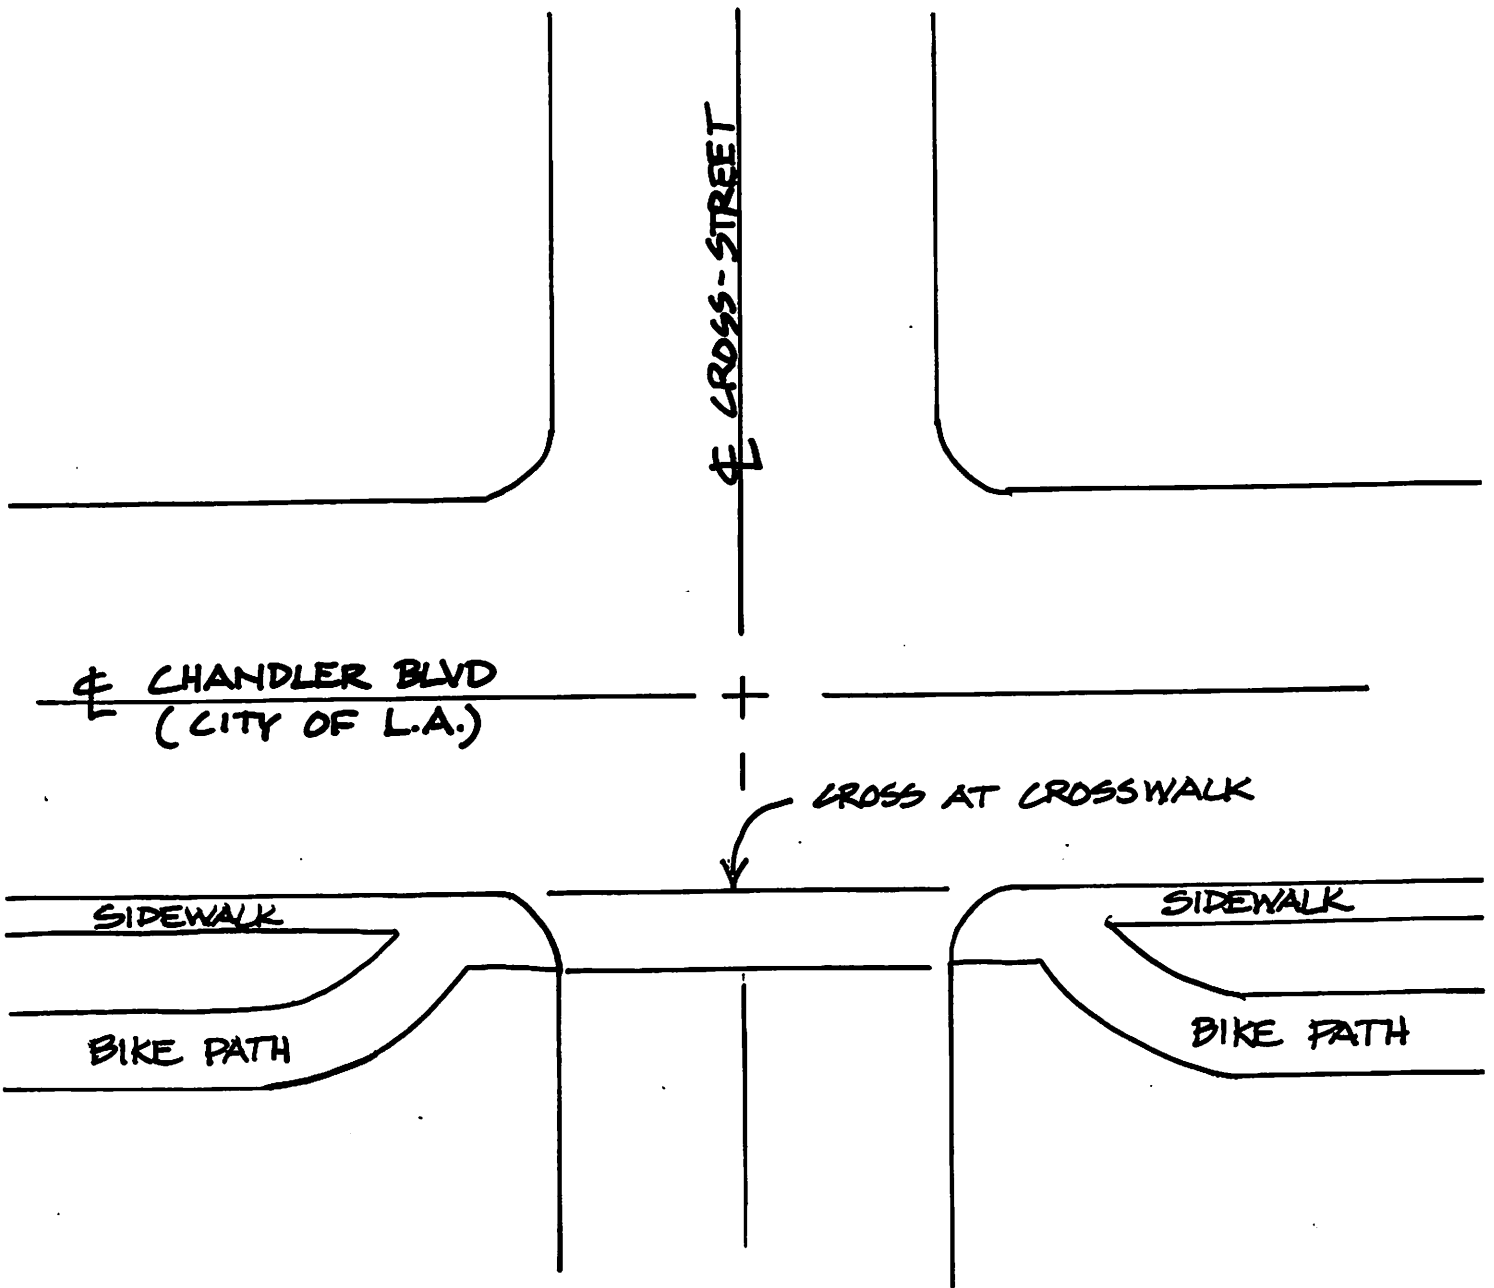 ℄ CROSS-STREET
℄ CHANDLER BLVD
(CITY OF L.A.)
CROSS AT CROSSWALK
SIDEWALK
SIDEWALK
BIKE PATH
BIKE PATH